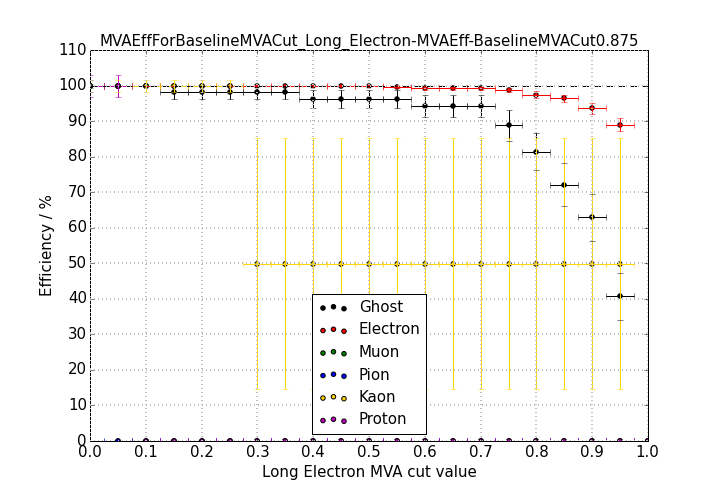 MVAEffForBaselineMVACut_Long_Electron-MVAEff-BaselineMVACut0.875
110
100
90
80
70
60
50
40
30
20
10
0
Efficiency / %
Ghost
Electron
Muon
Pion
Kaon
Proton
0.0 0.1 0.2 0.3 0.4 0.5 0.6 0.7 0.8 0.9 1.0
Long Electron MVA cut value